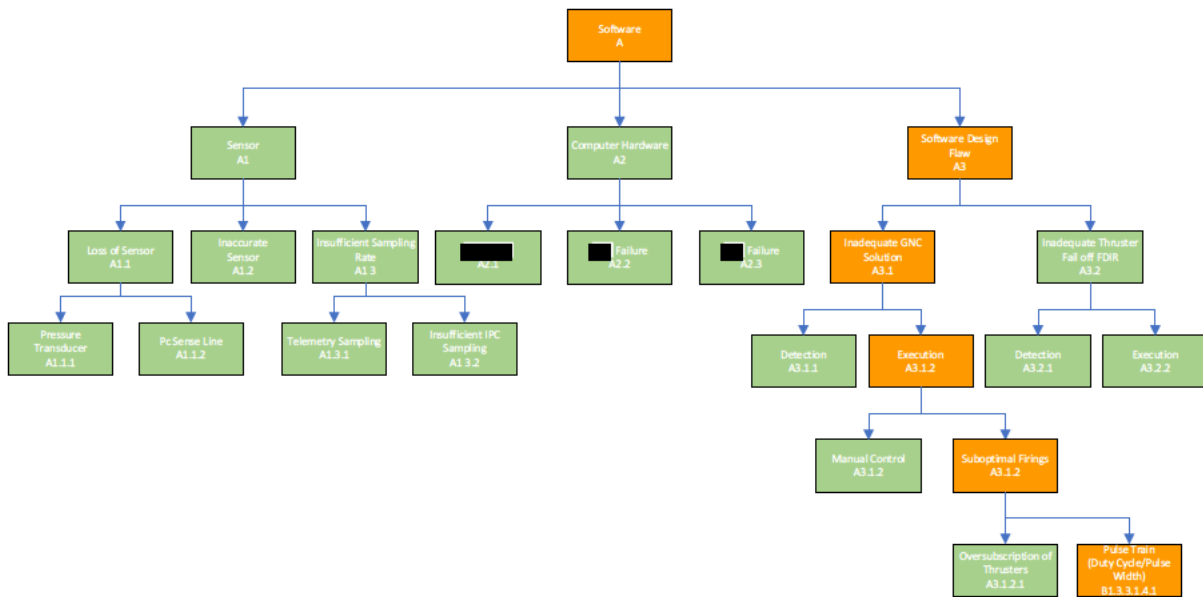 Software
A
Sensor
A1
Computer Hardware
A2
Software Design
Flaw
A3
Loss of Sensor
A1.1
Inaccurate
Sensor
A1.2
Insufficient Sampling
Rate
A1 3
A2.1
Failure
A2.2
Failure
A2.3
Inadequate GNC
Solution
A3.1
Inadequate Thruster
Fail off FDIR
A3.2
Pressure
Transducer
A1.1.1
Pc Sense Line
A1.1.2
Telemetry Sampling
A1.3.1
Insufficient IPC
Sampling
A1 3.2
Detection
A3.1.1
Execution
A3.1.2
Detection
A3.2.1
Execution
A3.2.2
Manual Control
A3.1.2
Suboptimal Firings
A3.1.2
Oversubscription of
Thrusters
A3.1.2.1
Pulse Train
(Duty Cycle/Pulse
Width)
B1.3.3.1.4.1